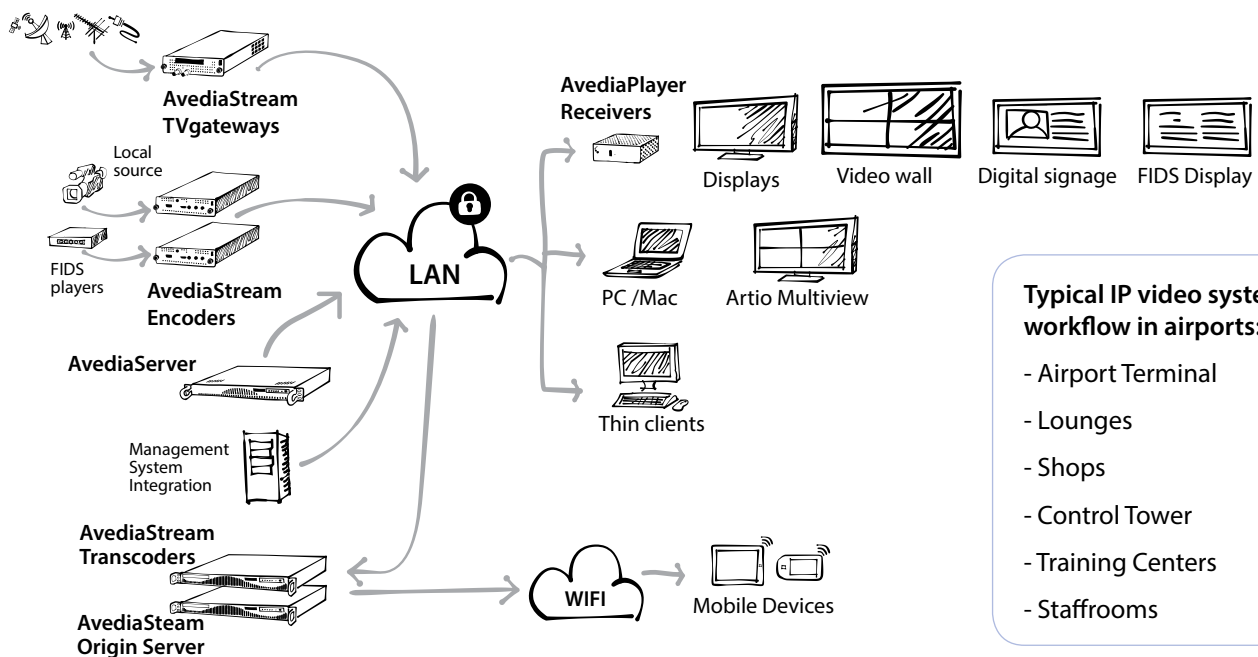 AvediaStream
TVgateways
Local
source
FIDS
players
AvediaStream
Encoders
AvediaServer
Management
System
Integration
AvediaStream
Transcoders
AvediaSteam
Origin Server
LAN
WIFI
AvediaPlayer
Receivers
Displays
Video wall
Digital signage
FIDS Display
PC /Mac
Artio Multiview
Thin clients
Mobile Devices
Typical IP video
workflow in airports:
- Airport Terminal
- Lounges
- Shops
- Control Tower
- Training Centers
- Staffrooms